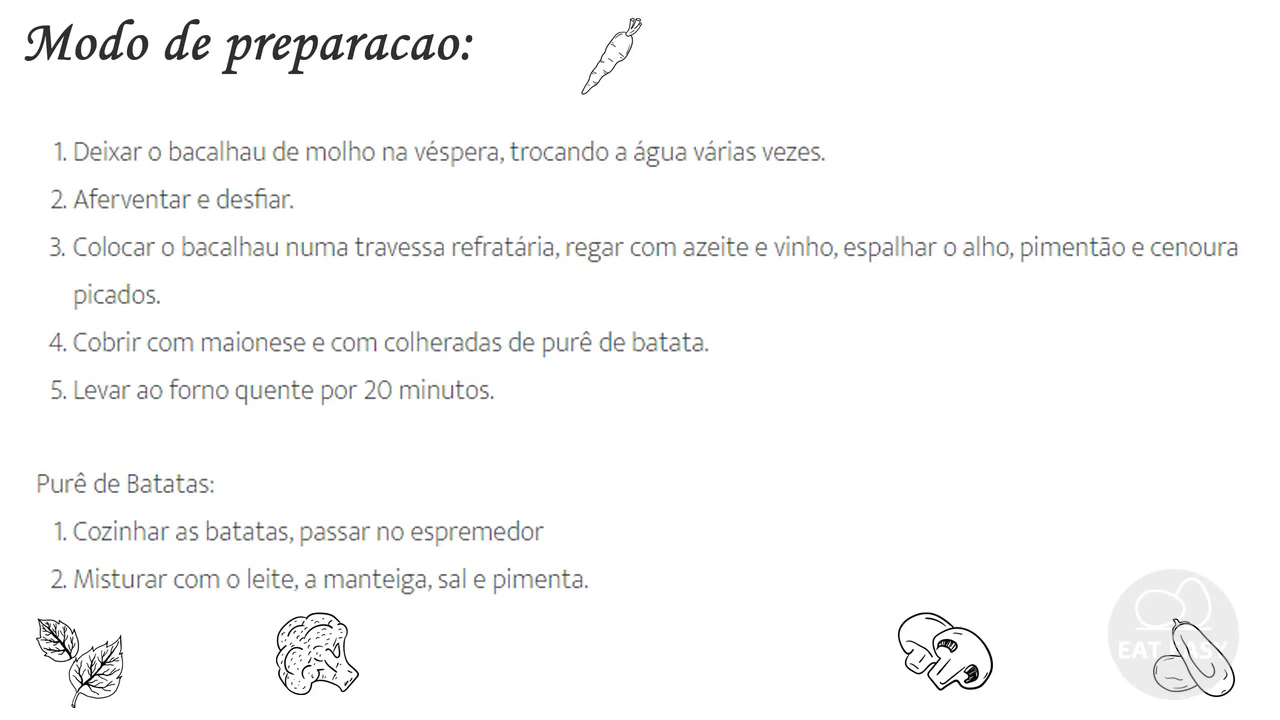 Modo de preparacao:
1. Deixar o bacalhau de molho na véspera, trocando a água várias vezes.
2. Aferventar e desfiar.
3. Colocar o bacalhau numa travessa refratária, regar com azeite e vinho, espalhar o alho, pimentão e cenoura
picados.
4. Cobrir com maionese e com colheradas de purê de batata.
5. Levar ao forno quente por 20 minutos.
Purê de Batatas:
1. Cozinhar as batatas, passar no espremedor
2. Misturar com o leite, a manteiga, sal e pimenta.
EAT EASY